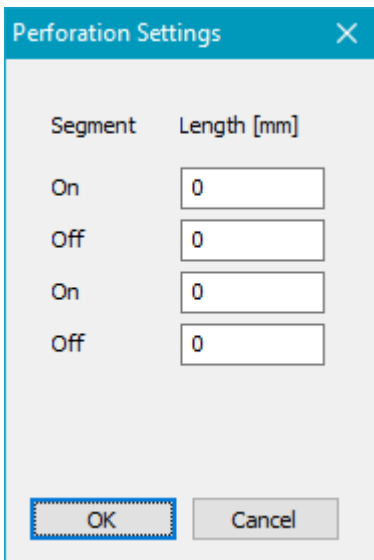 Perforation Settings
Segment Length [mm]
On 0
Off 0
On 0
Off 0
OK Cancel